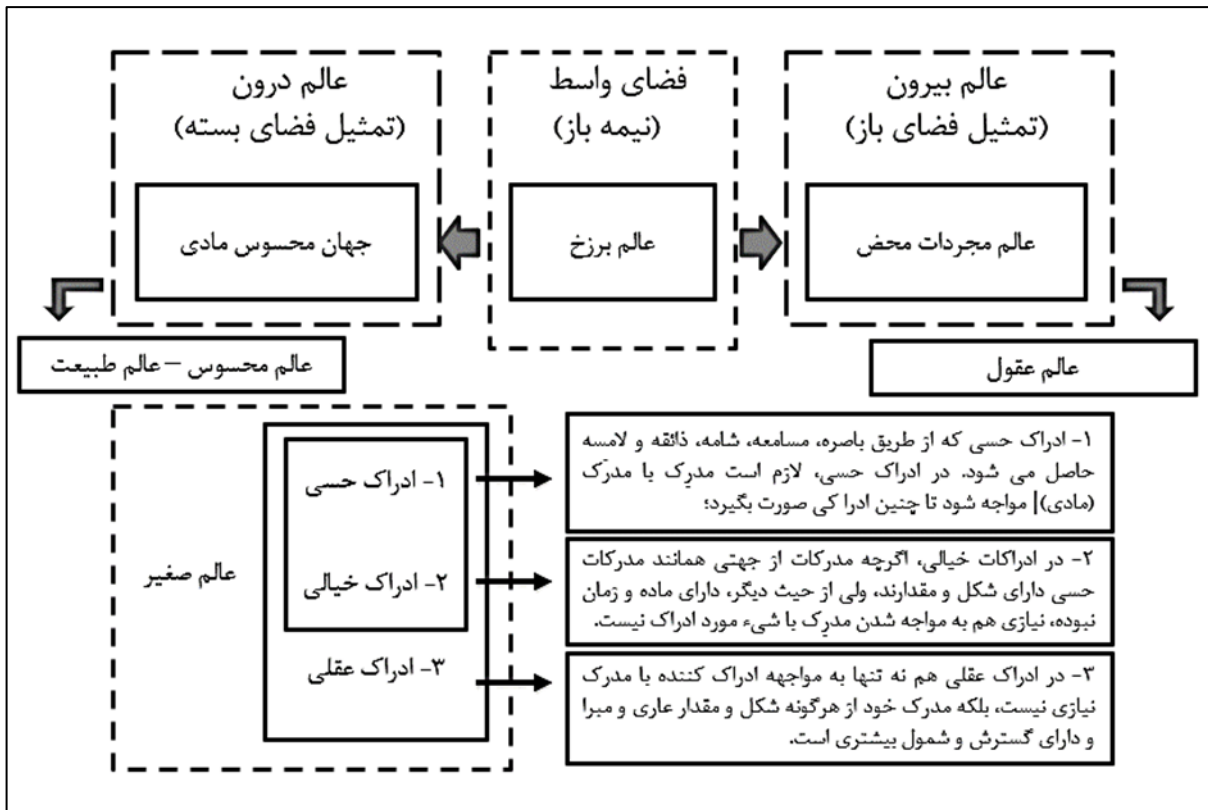 عالم بیرون
(تمثیل فضای باز)
عالم مجردات محض
عالم عقول
فضای واسط
(نیمه باز)
عالم برزخ
عالم درون
(تمثیل فضای بسته)
جهان محسوس مادی
عالم محسوس – عالم طبیعت
عالم صغیر
۱- ادراک حسی
۲- ادراک خیالی
۳- ادراک عقلی
۱- ادراک حسی که از طریق باصره، مسامعه، شامه، ذائقه و لامسه
حاصل می شود. در ادراک حسی، لازم است مدرِک با مدرَک
(مادی)| مواجه شود تا چنین ادرا کی صورت بگیرد؛
۲- در ادراکات خیالی، اگرچه مدرکات از جهتی همانند مدرکات
حسی دارای شکل و مقدارند، ولی از حیث دیگر، دارای ماده و زمان
نبوده، نیازی هم به مواجه شدن مدرِک با شیء مورد ادراک نیست.
۳- در ادراک عقلی هم نه تنها به مواجهه ادراک کننده با مدرک
نیازی نیست، بلکه مدرک خود از هرگونه شکل و مقدار عاری و مبرا
و دارای گسترش و شمول بیشتری است.